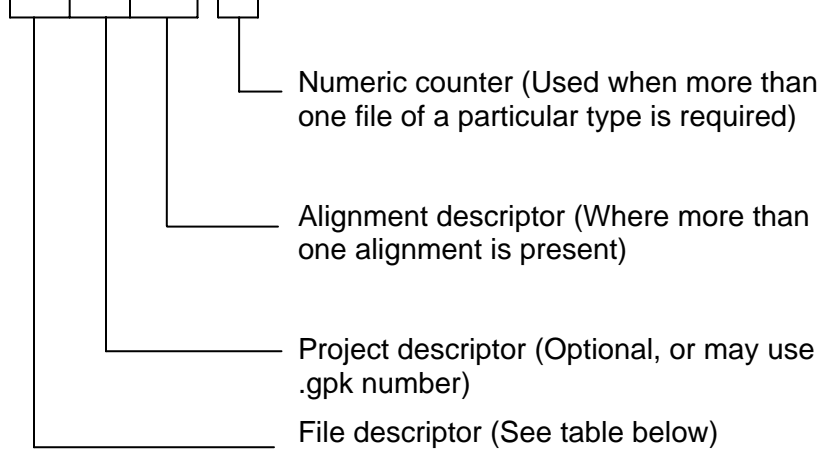 Numeric counter (Used when more than
one file of a particular type is required)
Alignment descriptor (Where more than
one alignment is present)
Project descriptor (Optional, or may use
.gpk number)
File descriptor (See table below)